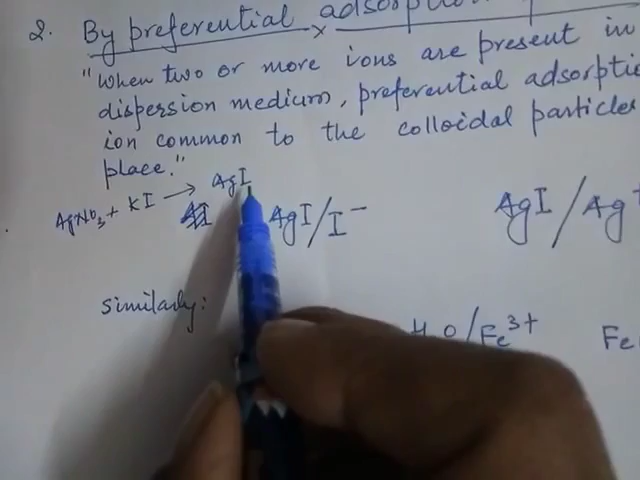 2. By preferential adsorption
"When two or more ions are present in
dispersion medium, preferential adsorptio
ion common to the colloidal particles
place."
AgNO3 + KI → AgI
AgI/I⁻ AgI/Ag⁺
similarly:
O/Fe³⁺ Fe